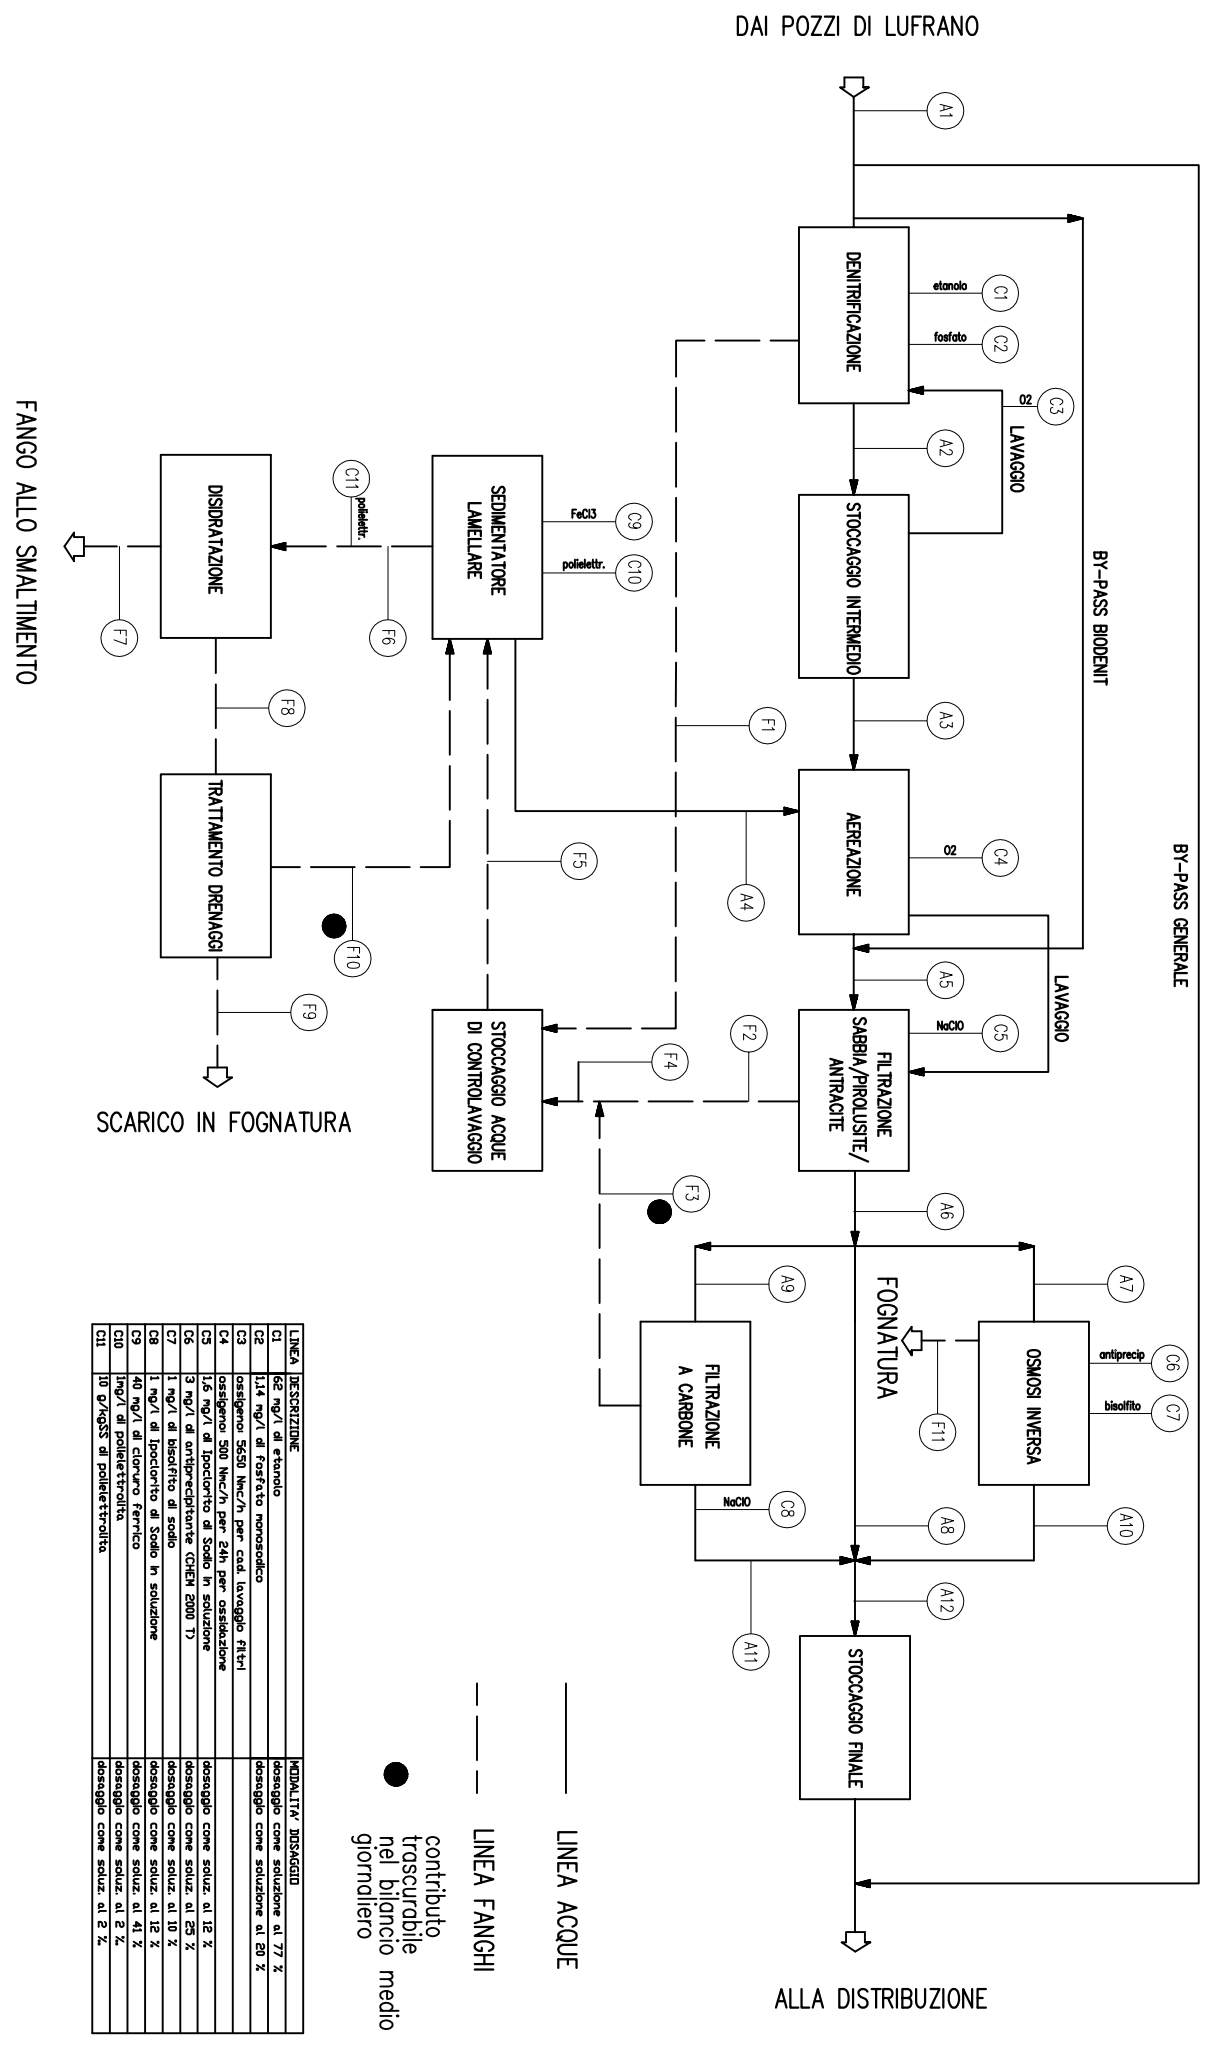 DAI POZZI DI LUFRANO
A1
BY-PASS GENERALE
BY-PASS BIODENIT
DENITRIFICAZIONE
etanolo
C1
fosfato
C2
O2
C3
LAVAGGIO
A2
STOCCAGGIO INTERMEDIO
A3
AEREAZIONE
O2
C4
LAVAGGIO
A4
A5
FILTRAZIONE
SABBIA/PIROLUSITE/
ANTRACITE
NaClO
C5
A6
A7
OSMOSI INVERSA
antiprecip
C6
bisolfito
C7
F11
FOGNATURA
A10
A8
A9
FILTRAZIONE
A CARBONE
NaClO
C8
A11
A12
STOCCAGGIO FINALE
ALLA DISTRIBUZIONE
F1
F2
F3
F4
F5
STOCCAGGIO ACQUE
DI CONTROLAVAGGIO
SEDIMENTATORE
LAMELLARE
FeCl3
C9
polielettr.
C10
C11
polielettr.
F6
DISIDRATAZIONE
F7
FANGO ALLO SMALTIMENTO
F8
TRATTAMENTO DRENAGGI
F10
F9
SCARICO IN FOGNATURA
LINEA ACQUE
LINEA FANGHI
contributo
trascurabile
nel bilancio medio
giornaliero
LINEA DESCRIZIONE MODALITA' DOSAGGIO
C1 62 mg/l di etanolo dosaggio come soluzione al 77 %
C2 1,14 mg/l di fosfato monosodico dosaggio come soluzione al 20 %
C3 ossigeno: 5650 Nmc/h per cad. lavaggio filtri
C4 ossigeno: 500 Nmc/h per 24h per ossidazione
C5 1,6 mg/l di Ipoclorito di Sodio in soluzione dosaggio come soluz. al 12 %
C6 3 mg/l di antiprecipitante (CHEM 2000 T) dosaggio come soluz. al 25 %
C7 1 mg/l di bisolfito di sodio dosaggio come soluz. al 10 %
C8 1 mg/l di Ipoclorito di Sodio in soluzione dosaggio come soluz. al 12 %
C9 40 mg/l di cloruro ferrico dosaggio come soluz. al 41 %
C10 1mg/l di polielettrolita dosaggio come soluz. al 2 ‰
C11 10 g/kgSS di polielettrolita dosaggio come soluz. al 2 ‰